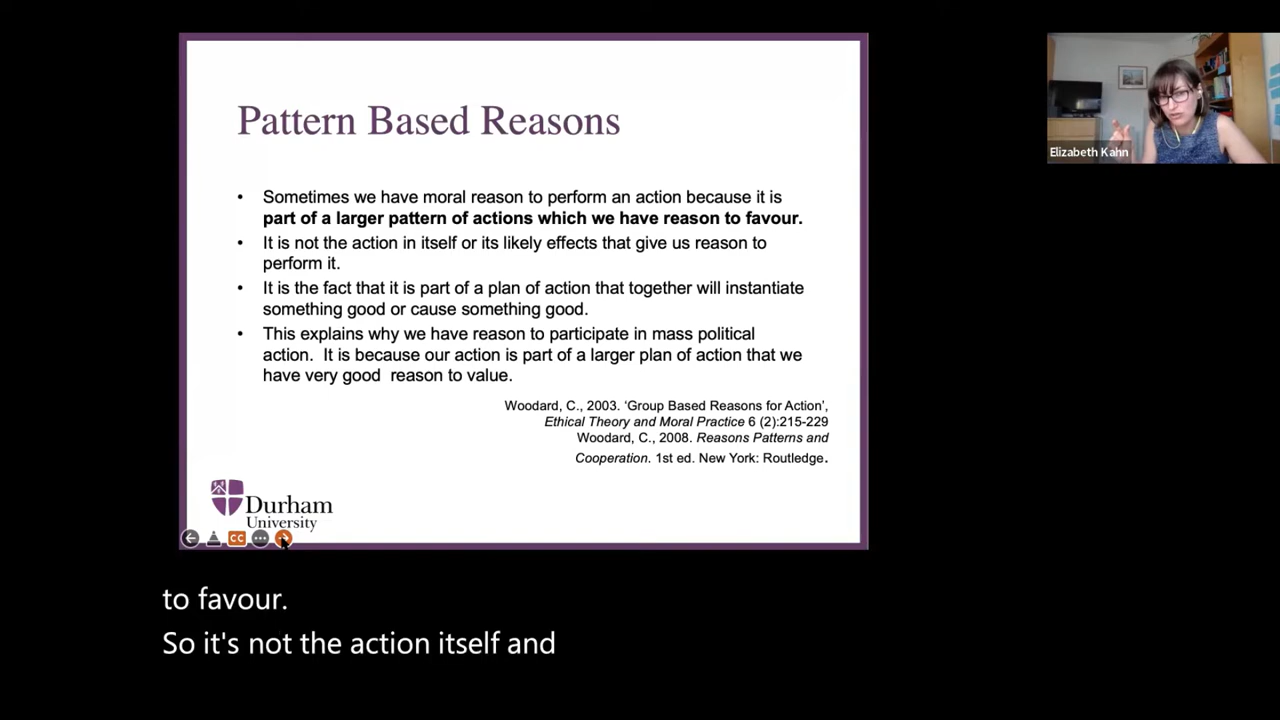 Pattern Based Reasons
• Sometimes we have moral reason to perform an action because it is
part of a larger pattern of actions which we have reason to favour.
• It is not the action in itself or its likely effects that give us reason to
perform it.
• It is the fact that it is part of a plan of action that together will instantiate
something good or cause something good.
• This explains why we have reason to participate in mass political
action.  It is because our action is part of a larger plan of action that we
have very good  reason to value.
Woodard, C., 2003. ‘Group Based Reasons for Action’,
Ethical Theory and Moral Practice 6 (2):215-229
Woodard, C., 2008. Reasons Patterns and
Cooperation. 1st ed. New York: Routledge.
Durham
University
CC
Elizabeth Kahn
to favour.
So it's not the action itself and